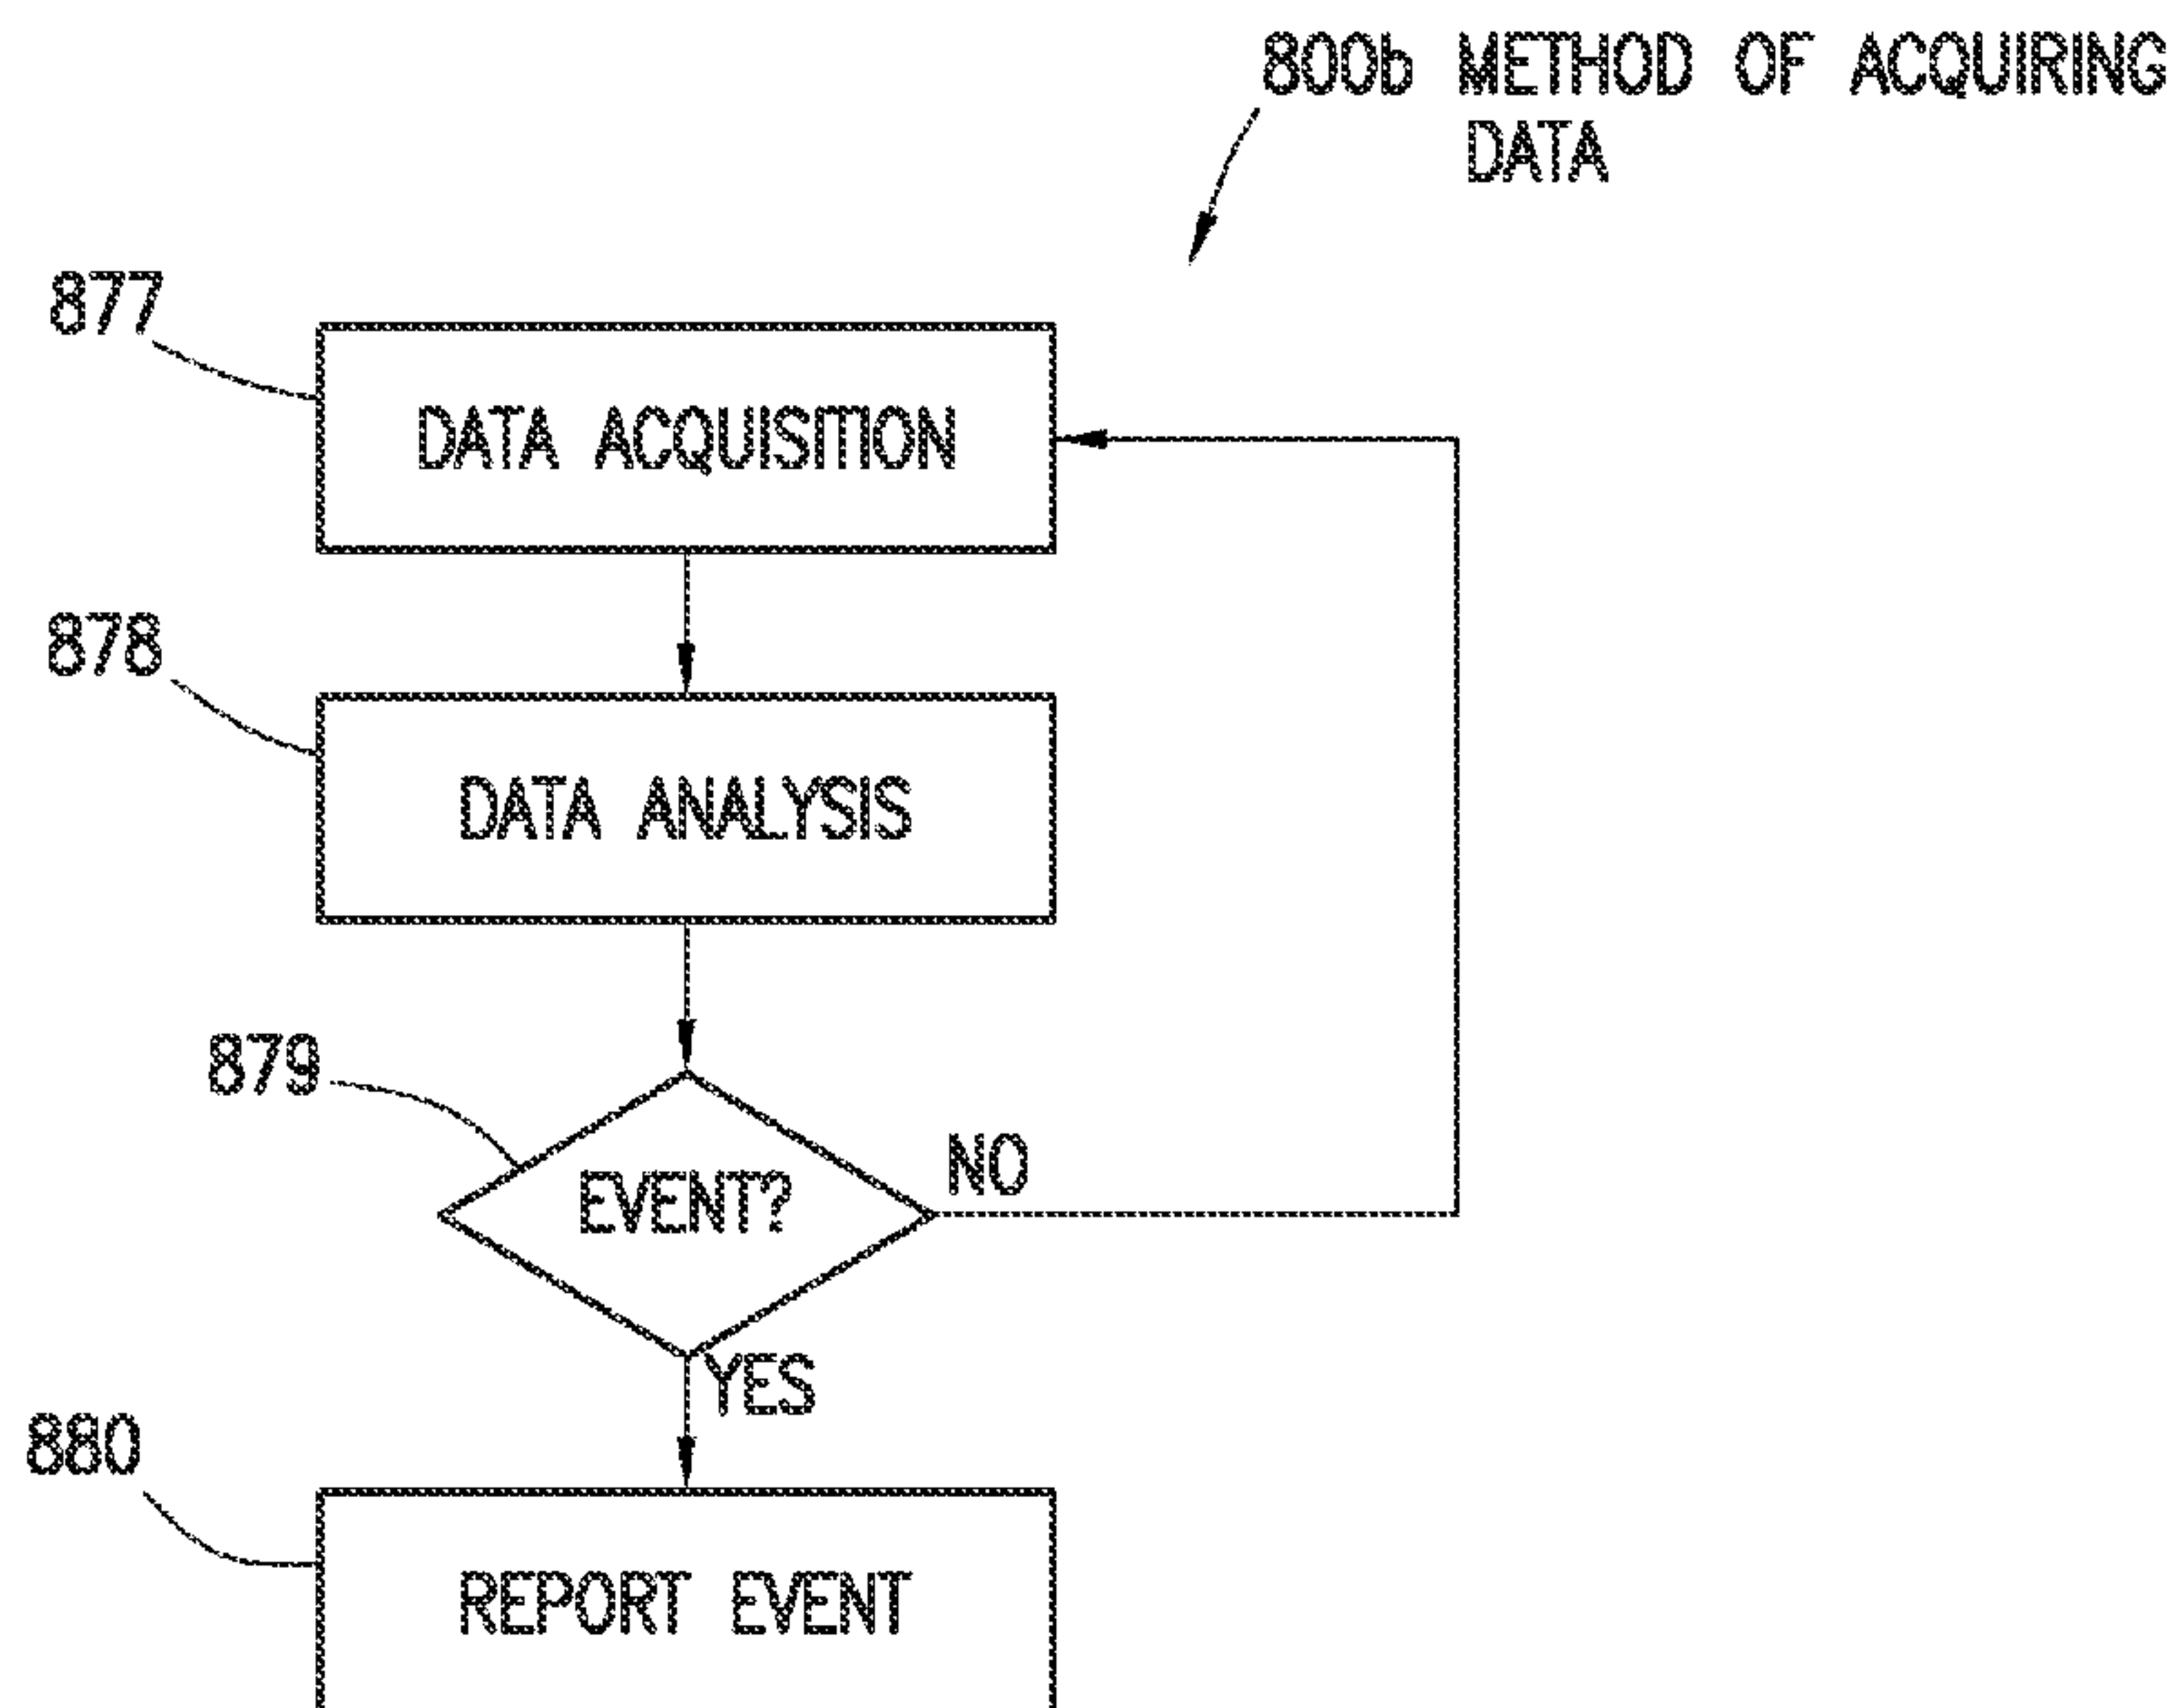 800b METHOD OF ACQUIRING
DATA
877
DATA ACQUISITION
878
DATA ANALYSIS
879
EVENT?
NO
YES
880
REPORT EVENT